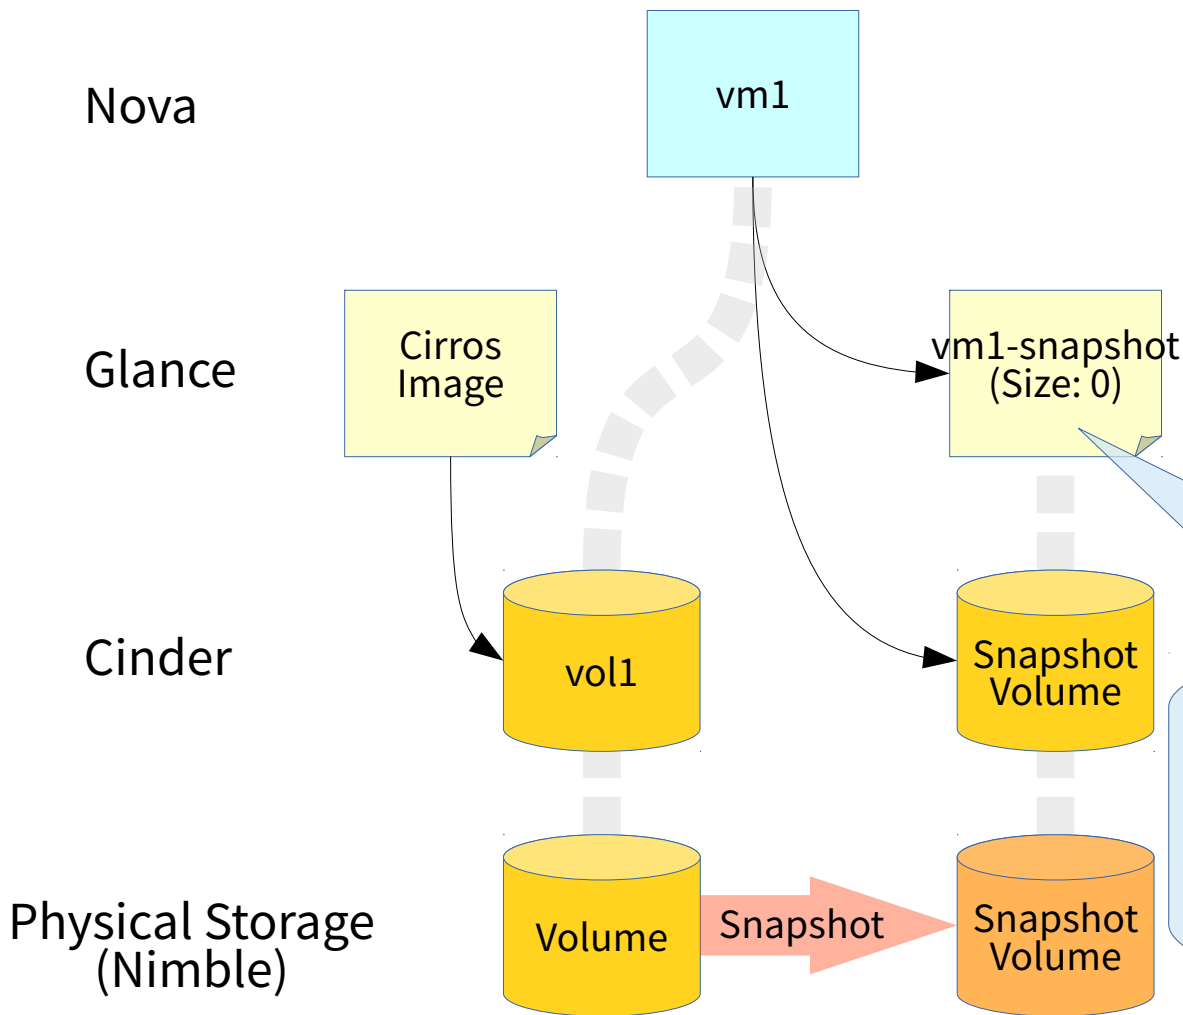 Nova
vm1
Glance
Cirros
Image
vm1-snapshot
(Size: 0)
Cinder
vol1
Snapshot
Volume
Physical Storage
(Nimble)
Volume
Snapshot
Snapshot
Volume